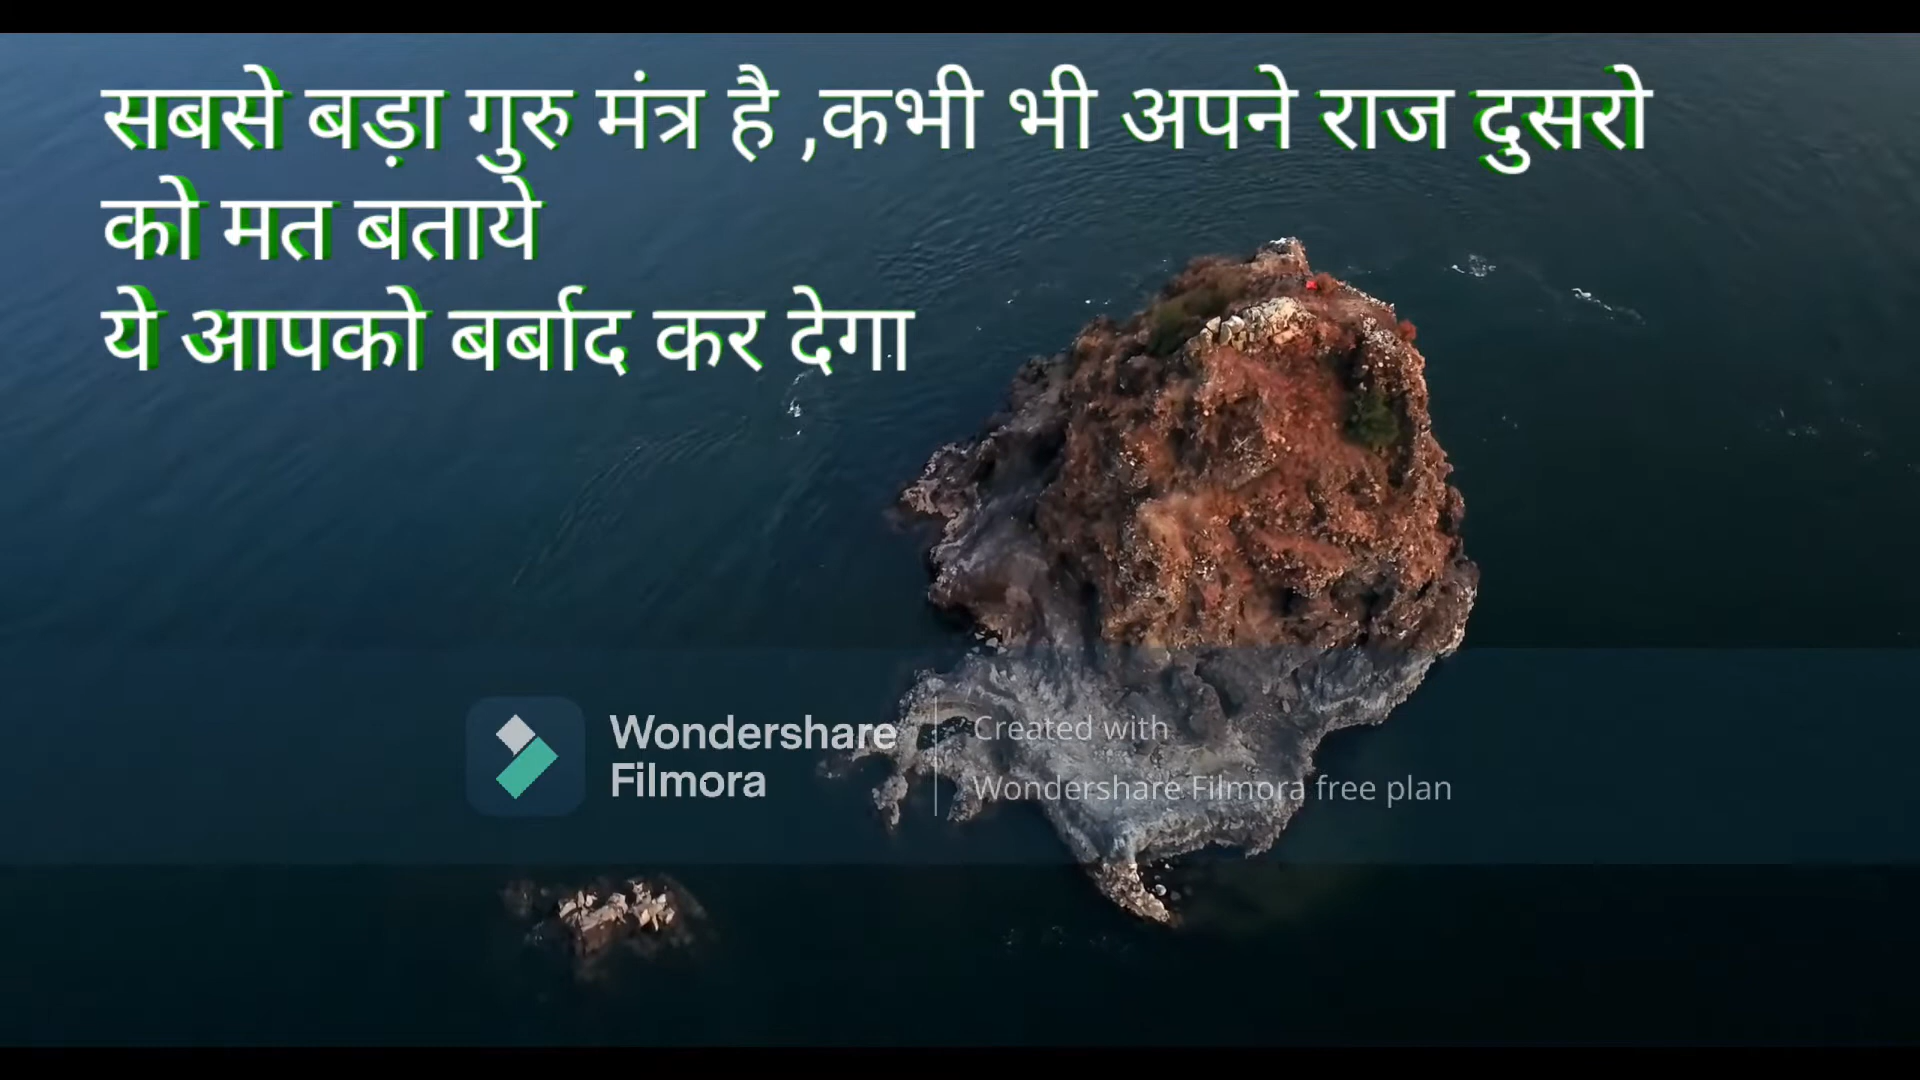 सबसे बड़ा गुरु मंत्र है ,कभी भी अपने राज दुसरो
को मत बताये
ये आपको बर्बाद कर देगा
Wondershare
Filmora
Created with
Wondershare Filmora free plan